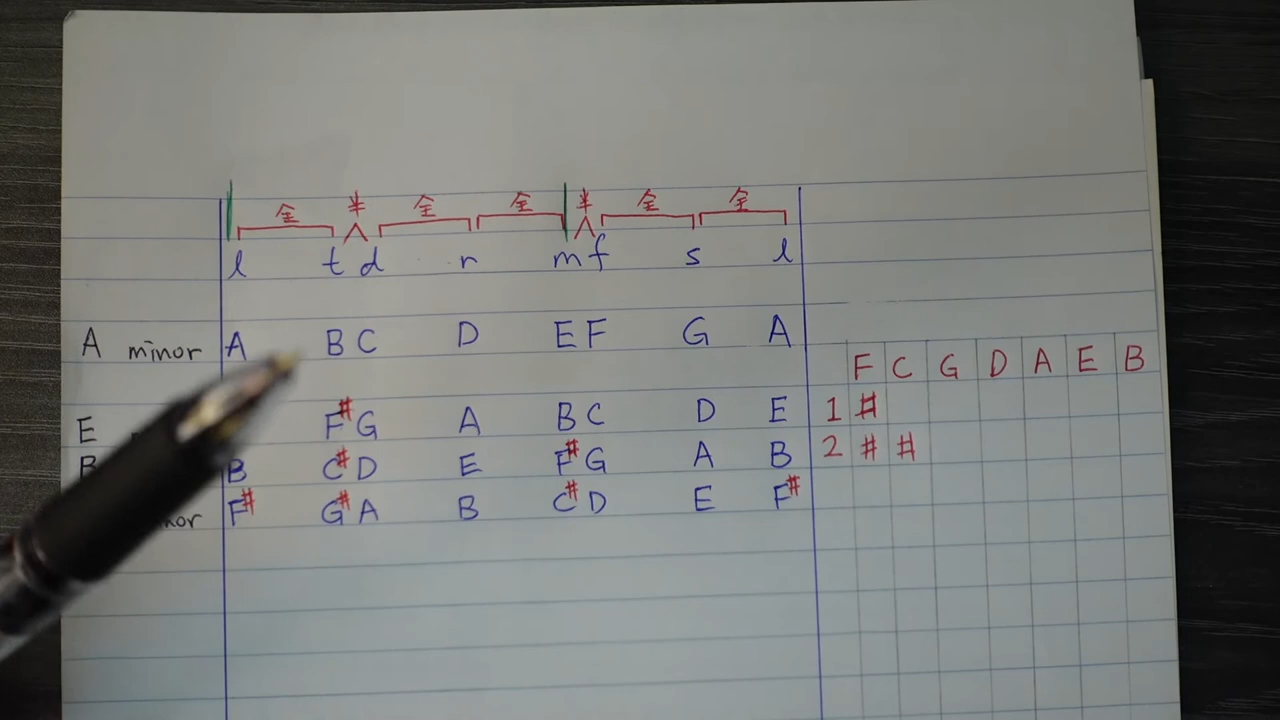 全 半 全 全 半 全 全
l t d r m f s l
A minor A B C D E F G A
F C G D A E B
E F# G A B C D E 1 #
B C# D E F# G A B 2 # #
F# G# A B C# D E F#